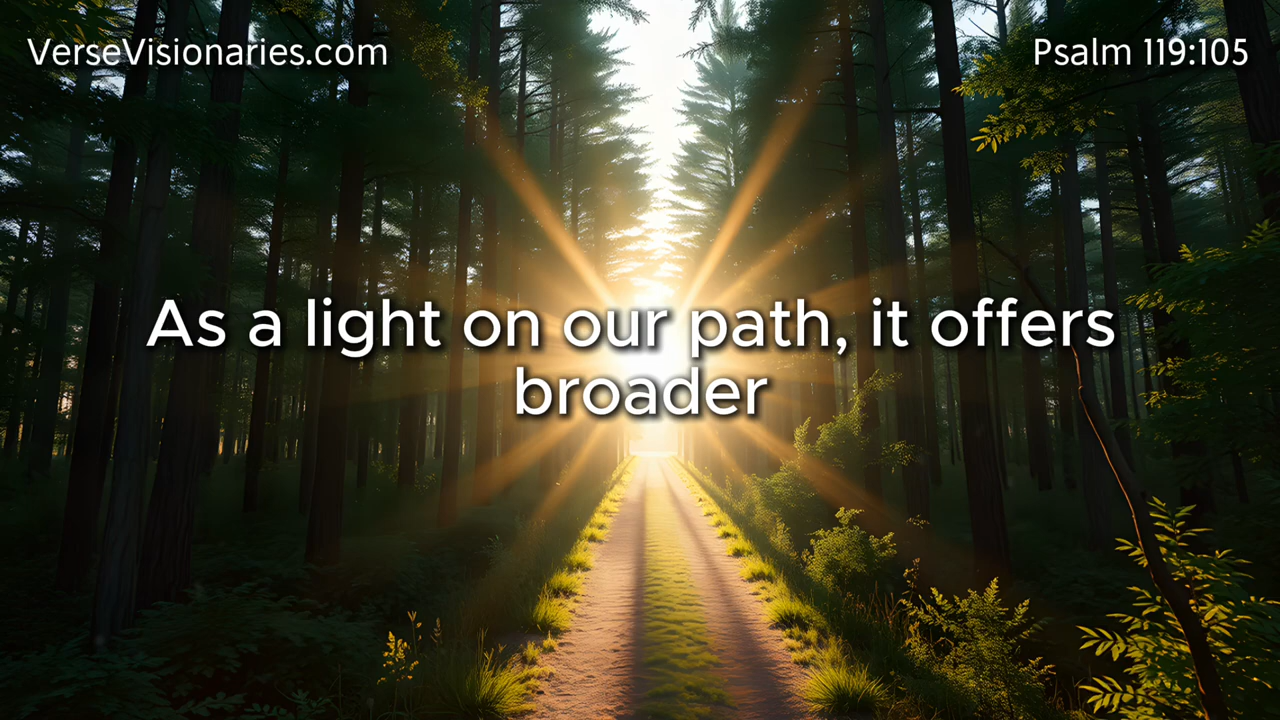 VerseVisionaries.com
Psalm 119:105
As a light on our path, it offers
broader